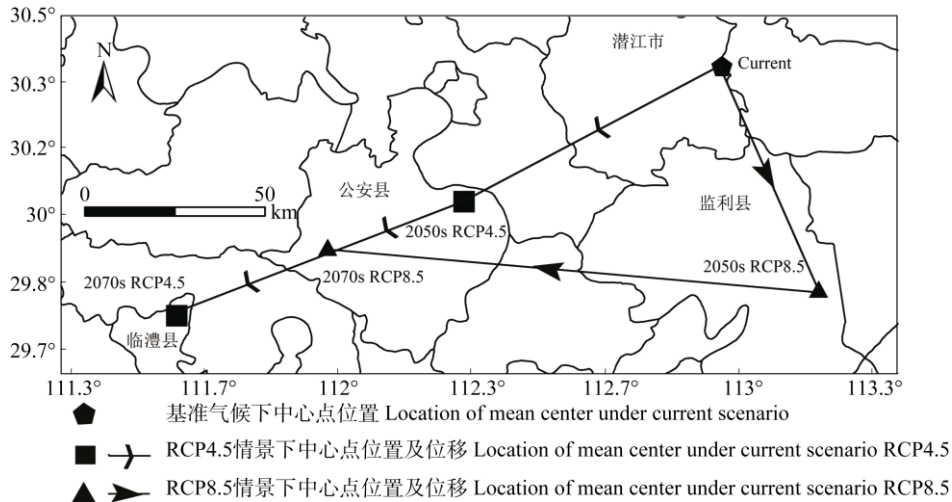 30.5°
潜江市
N
Current
30.3°
30.2°
0 50
km
公安县
监利县
30°
2050s RCP4.5
2050s RCP8.5
2070s RCP4.5
2070s RCP8.5
29.8°
临澧县
29.7°
111.3° 111.7° 112° 112.3° 112.7° 113° 113.3°
基准气候下中心点位置 Location of mean center under current scenario
RCP4.5情景下中心点位置及位移 Location of mean center under current scenario RCP4.5
RCP8.5情景下中心点位置及位移 Location of mean center under current scenario RCP8.5